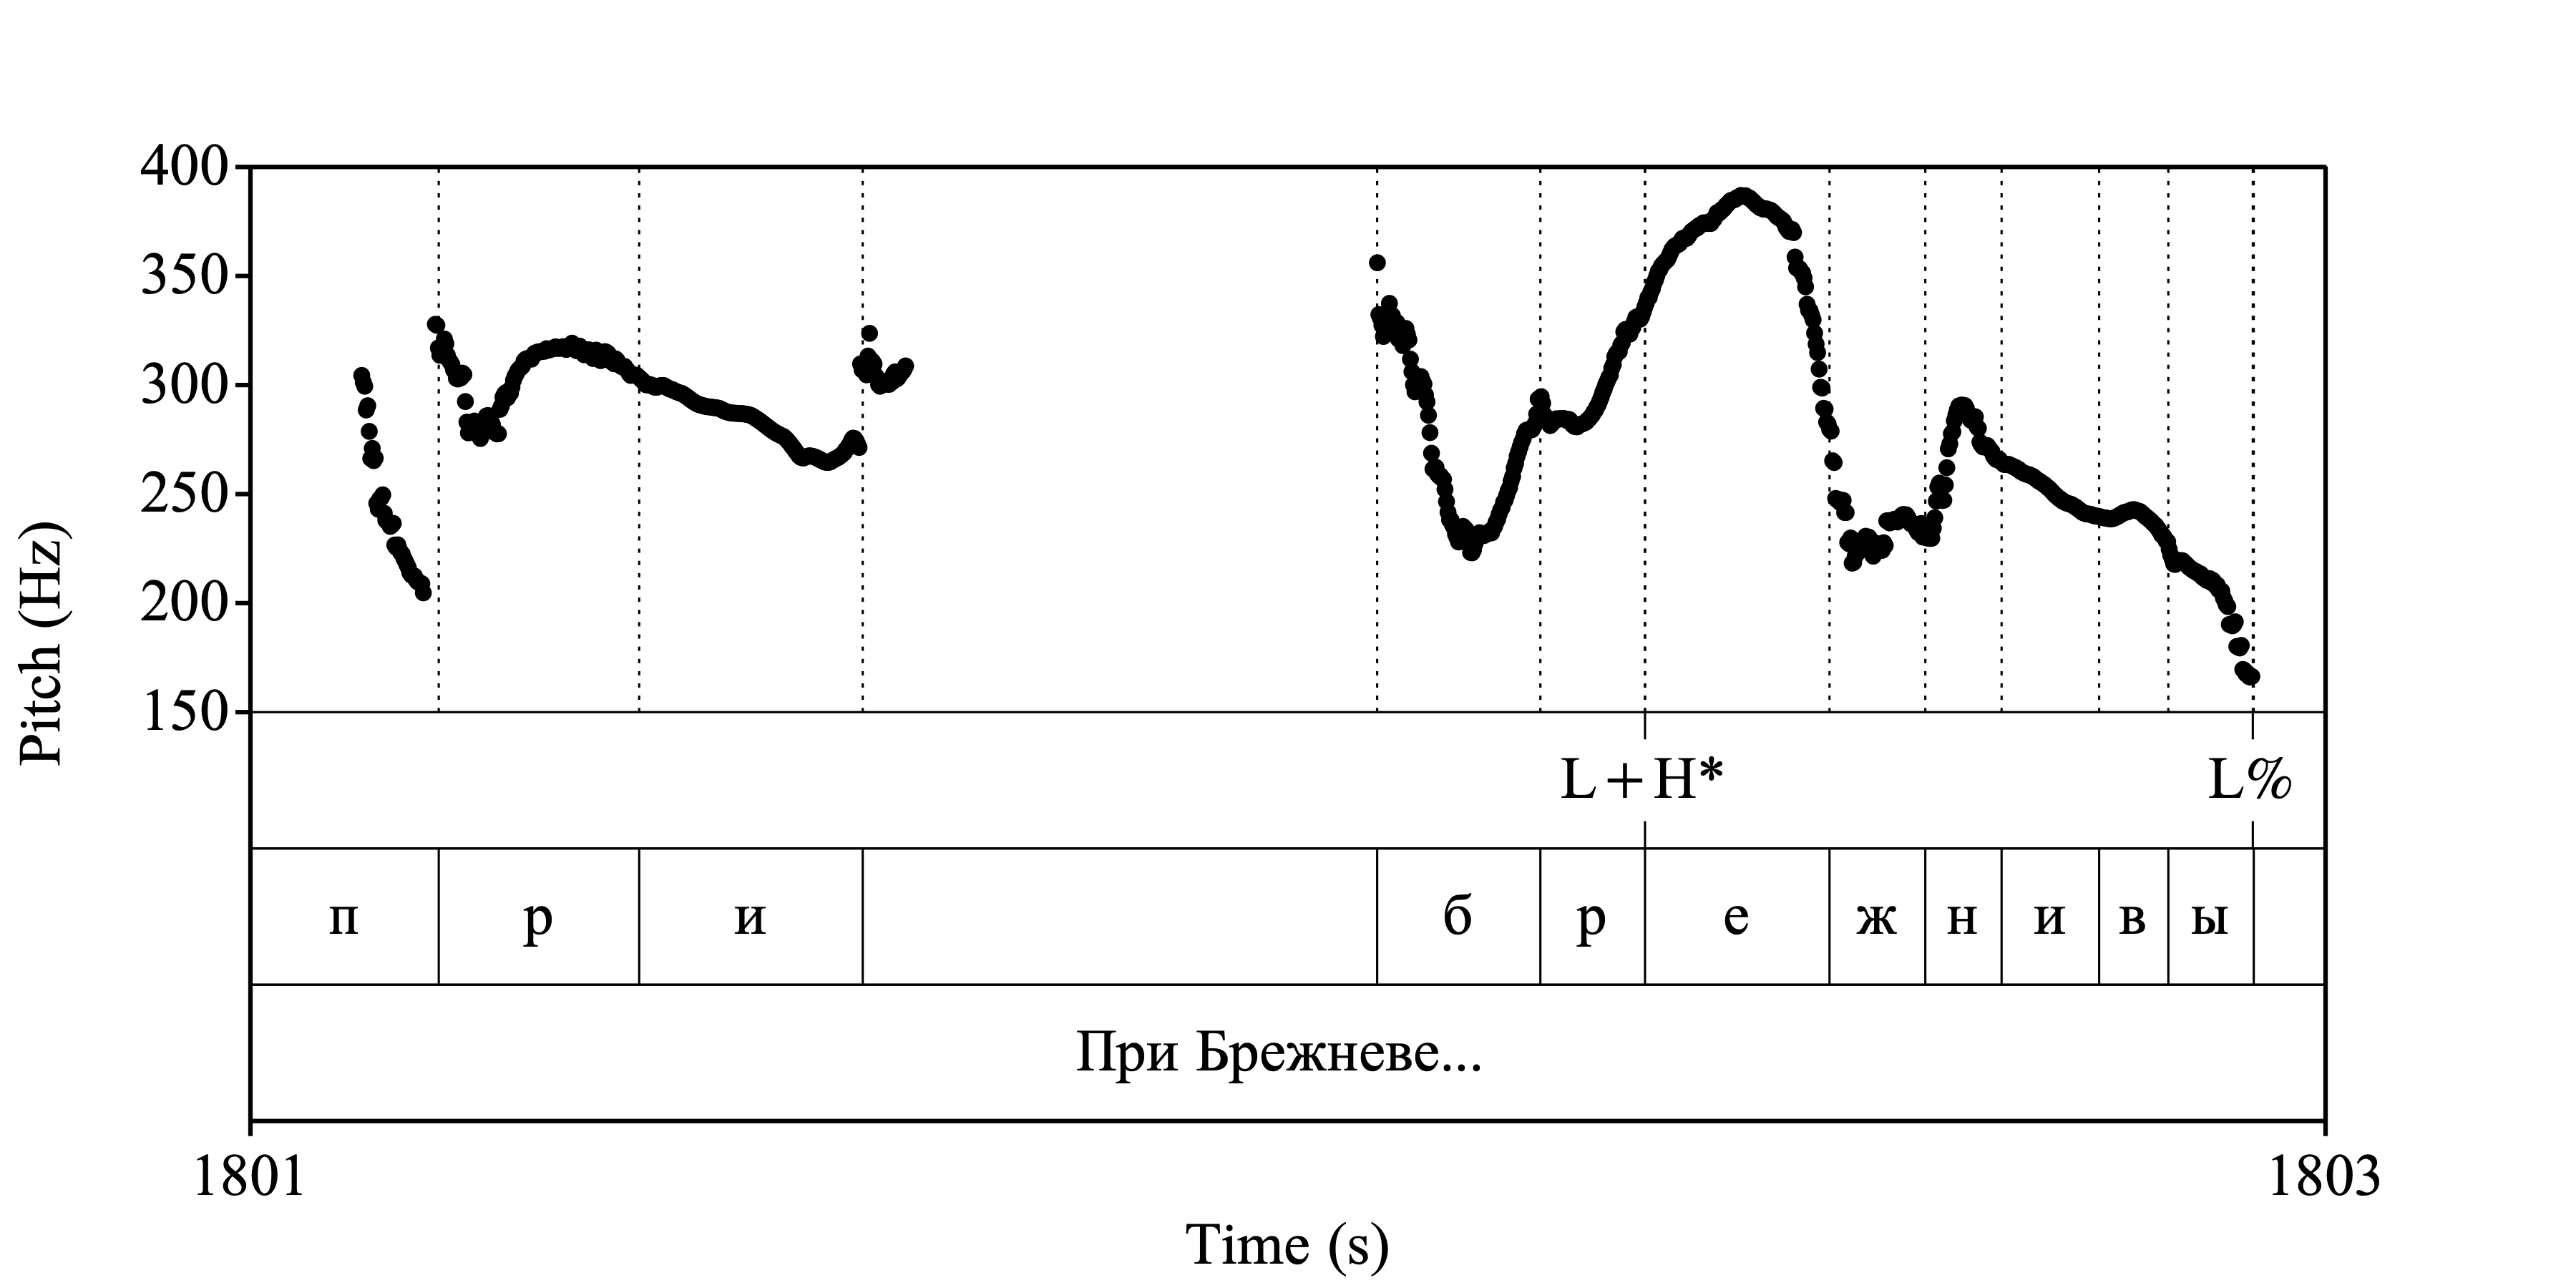 400
350
300
250
200
150
Pitch (Hz)
L+H* L%
п р и б р е ж н и в ы
При Брежневе...
1801 1803
Time (s)